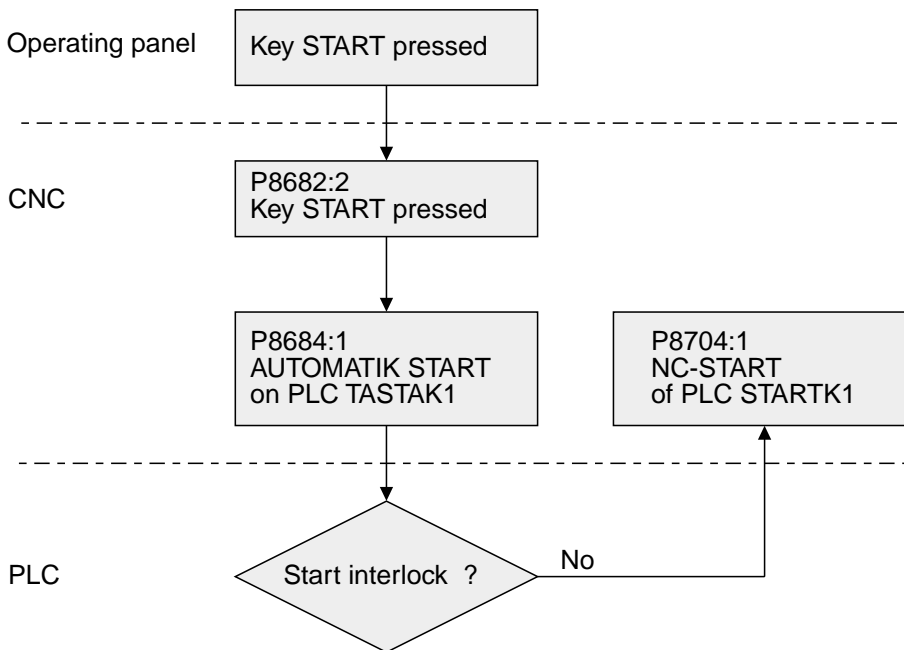 Operating panel
Key START pressed
CNC
P8682:2
Key START pressed
P8684:1
AUTOMATIK START
on PLC TASTAK1
P8704:1
NC-START
of PLC STARTK1
PLC
Start interlock ?
No